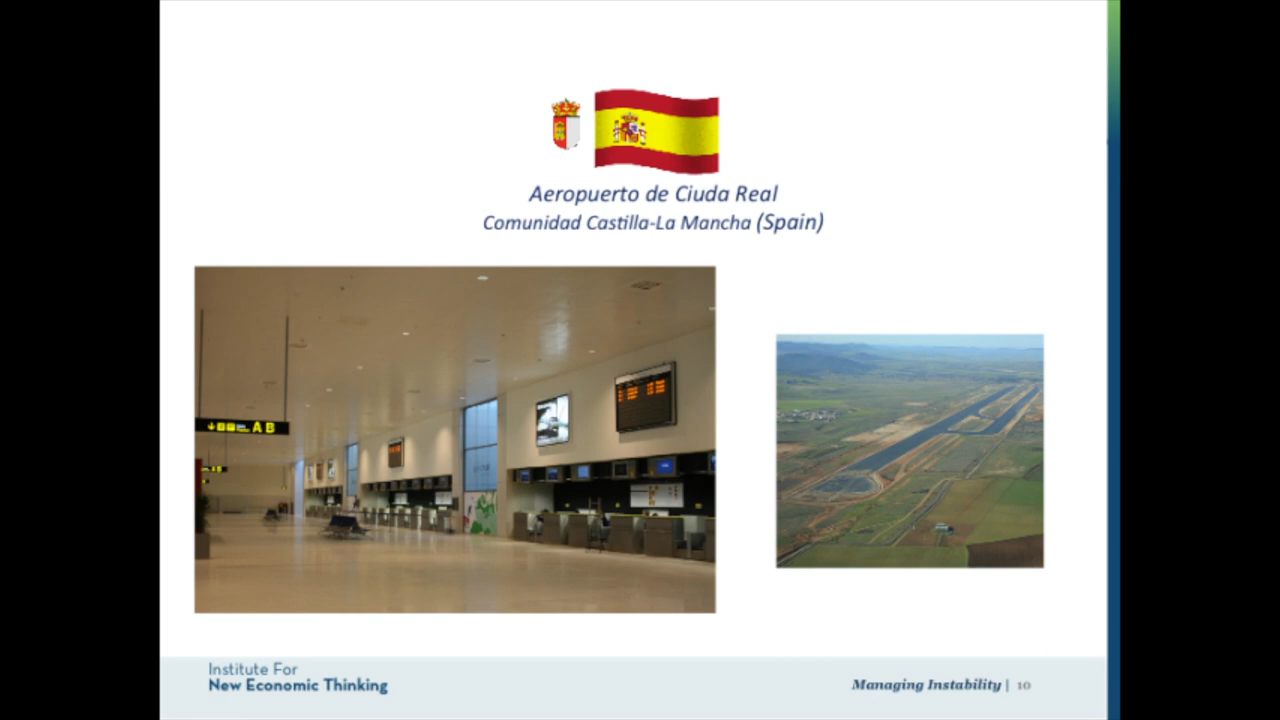 Aeropuerto de Ciuda Real
Comunidad Castilla-La Mancha (Spain)
A B
Institute For
New Economic Thinking
Managing Instability | 10